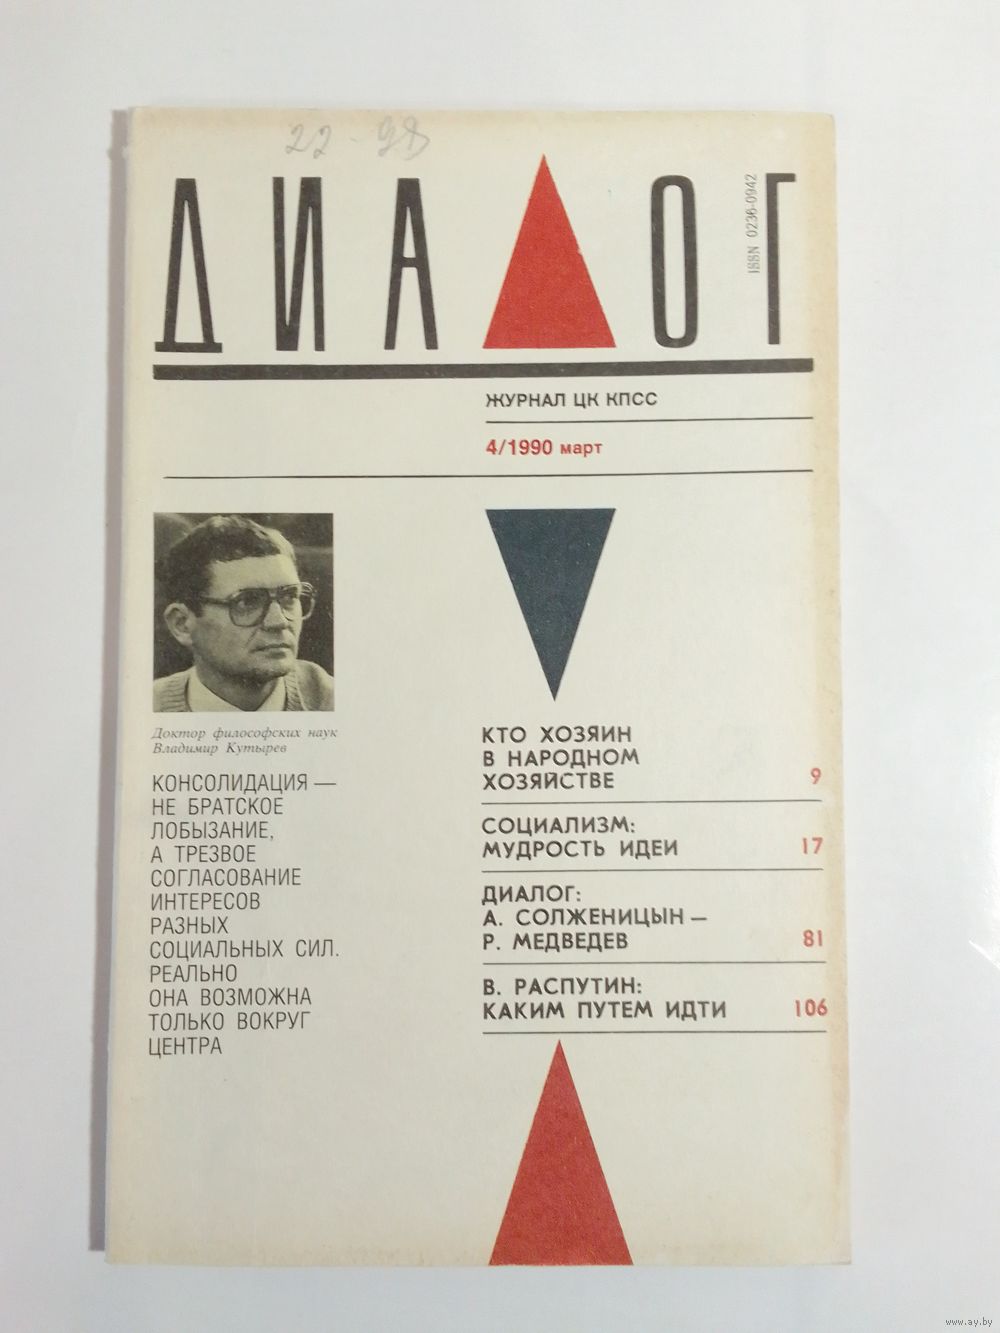 22-98
ДИАЛОГ
ISSN 0236-0942
ЖУРНАЛ ЦК КПСС
4/1990 март
Доктор философских наук
Владимир Кутырев
КОНСОЛИДАЦИЯ —
НЕ БРАТСКОЕ
ЛОБЫЗАНИЕ,
А ТРЕЗВОЕ
СОГЛАСОВАНИЕ
ИНТЕРЕСОВ
РАЗНЫХ
СОЦИАЛЬНЫХ СИЛ.
РЕАЛЬНО
ОНА ВОЗМОЖНА
ТОЛЬКО ВОКРУГ
ЦЕНТРА
КТО ХОЗЯИН
В НАРОДНОМ
ХОЗЯЙСТВЕ 9
СОЦИАЛИЗМ:
МУДРОСТЬ ИДЕИ 17
ДИАЛОГ:
А. СОЛЖЕНИЦЫН —
Р. МЕДВЕДЕВ 81
В. РАСПУТИН:
КАКИМ ПУТЕМ ИДТИ 106
www.ay.by